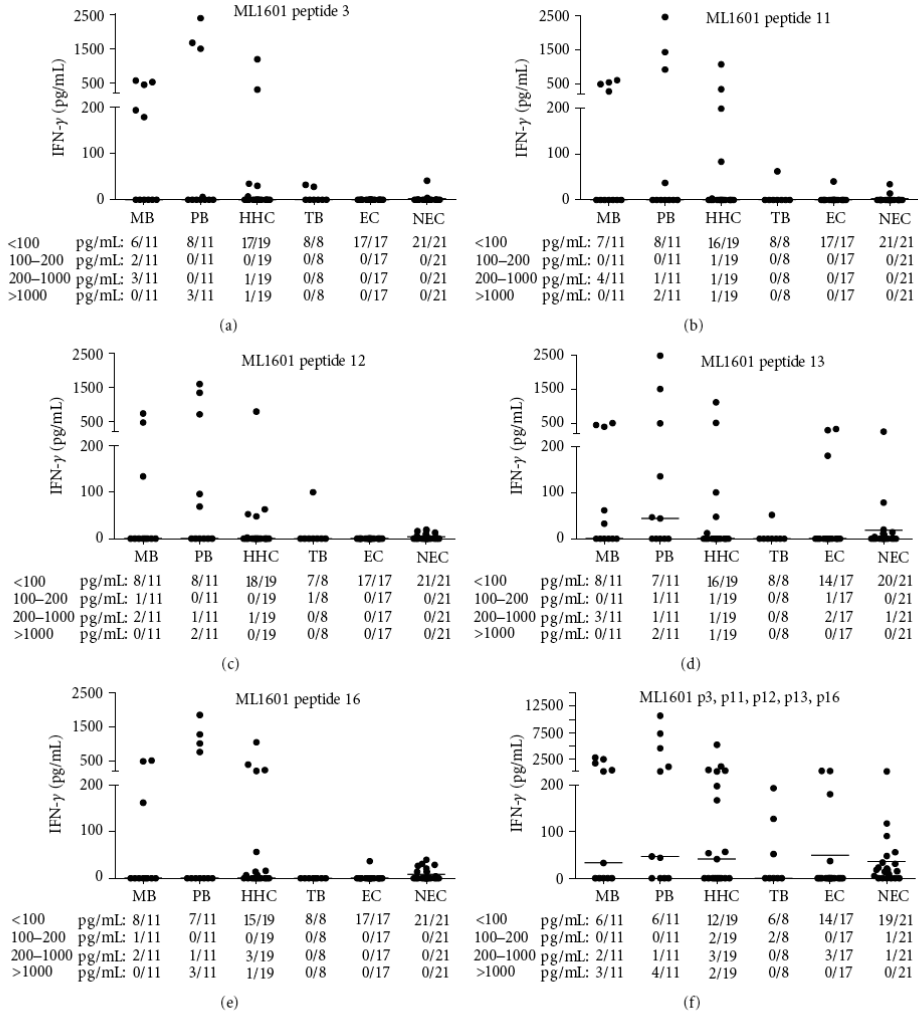 ML1601 peptide 3
2500
1500
500
200
100
0
IFN-γ (pg/mL)
MB PB HHC TB EC NEC
<100 pg/mL: 6/11 8/11 17/19 8/8 17/17 21/21
100–200 pg/mL: 2/11 0/11 0/19 0/8 0/17 0/21
200–1000 pg/mL: 3/11 0/11 1/19 0/8 0/17 0/21
>1000 pg/mL: 0/11 3/11 1/19 0/8 0/17 0/21
(a)
ML1601 peptide 11
2500
1500
500
200
100
0
IFN-γ (pg/mL)
MB PB HHC TB EC NEC
<100 pg/mL: 7/11 8/11 16/19 8/8 17/17 21/21
100–200 pg/mL: 0/11 0/11 1/19 0/8 0/17 0/21
200–1000 pg/mL: 4/11 1/11 1/19 0/8 0/17 0/21
>1000 pg/mL: 0/11 2/11 1/19 0/8 0/17 0/21
(b)
ML1601 peptide 12
2500
1500
500
200
100
0
IFN-γ (pg/mL)
MB PB HHC TB EC NEC
<100 pg/mL: 8/11 8/11 18/19 7/8 17/17 21/21
100–200 pg/mL: 1/11 0/11 0/19 1/8 0/17 0/21
200–1000 pg/mL: 2/11 1/11 1/19 0/8 0/17 0/21
>1000 pg/mL: 0/11 2/11 0/19 0/8 0/17 0/21
(c)
ML1601 peptide 13
2500
1500
500
200
100
0
IFN-γ (pg/mL)
MB PB HHC TB EC NEC
<100 pg/mL: 8/11 7/11 16/19 8/8 14/17 20/21
100–200 pg/mL: 0/11 1/11 1/19 0/8 1/17 0/21
200–1000 pg/mL: 3/11 1/11 1/19 0/8 2/17 1/21
>1000 pg/mL: 0/11 2/11 1/19 0/8 0/17 0/21
(d)
ML1601 peptide 16
2500
1500
500
200
100
0
IFN-γ (pg/mL)
MB PB HHC TB EC NEC
<100 pg/mL: 8/11 7/11 15/19 8/8 17/17 21/21
100–200 pg/mL: 1/11 0/11 0/19 0/8 0/17 0/21
200–1000 pg/mL: 2/11 1/11 3/19 0/8 0/17 0/21
>1000 pg/mL: 0/11 3/11 1/19 0/8 0/17 0/21
(e)
ML1601 p3, p11, p12, p13, p16
12500
7500
2500
200
100
0
IFN-γ (pg/mL)
MB PB HHC TB EC NEC
<100 pg/mL: 6/11 6/11 12/19 6/8 14/17 19/21
100–200 pg/mL: 0/11 0/11 2/19 2/8 0/17 1/21
200–1000 pg/mL: 2/11 1/11 3/19 0/8 3/17 1/21
>1000 pg/mL: 3/11 4/11 2/19 0/8 0/17 0/21
(f)